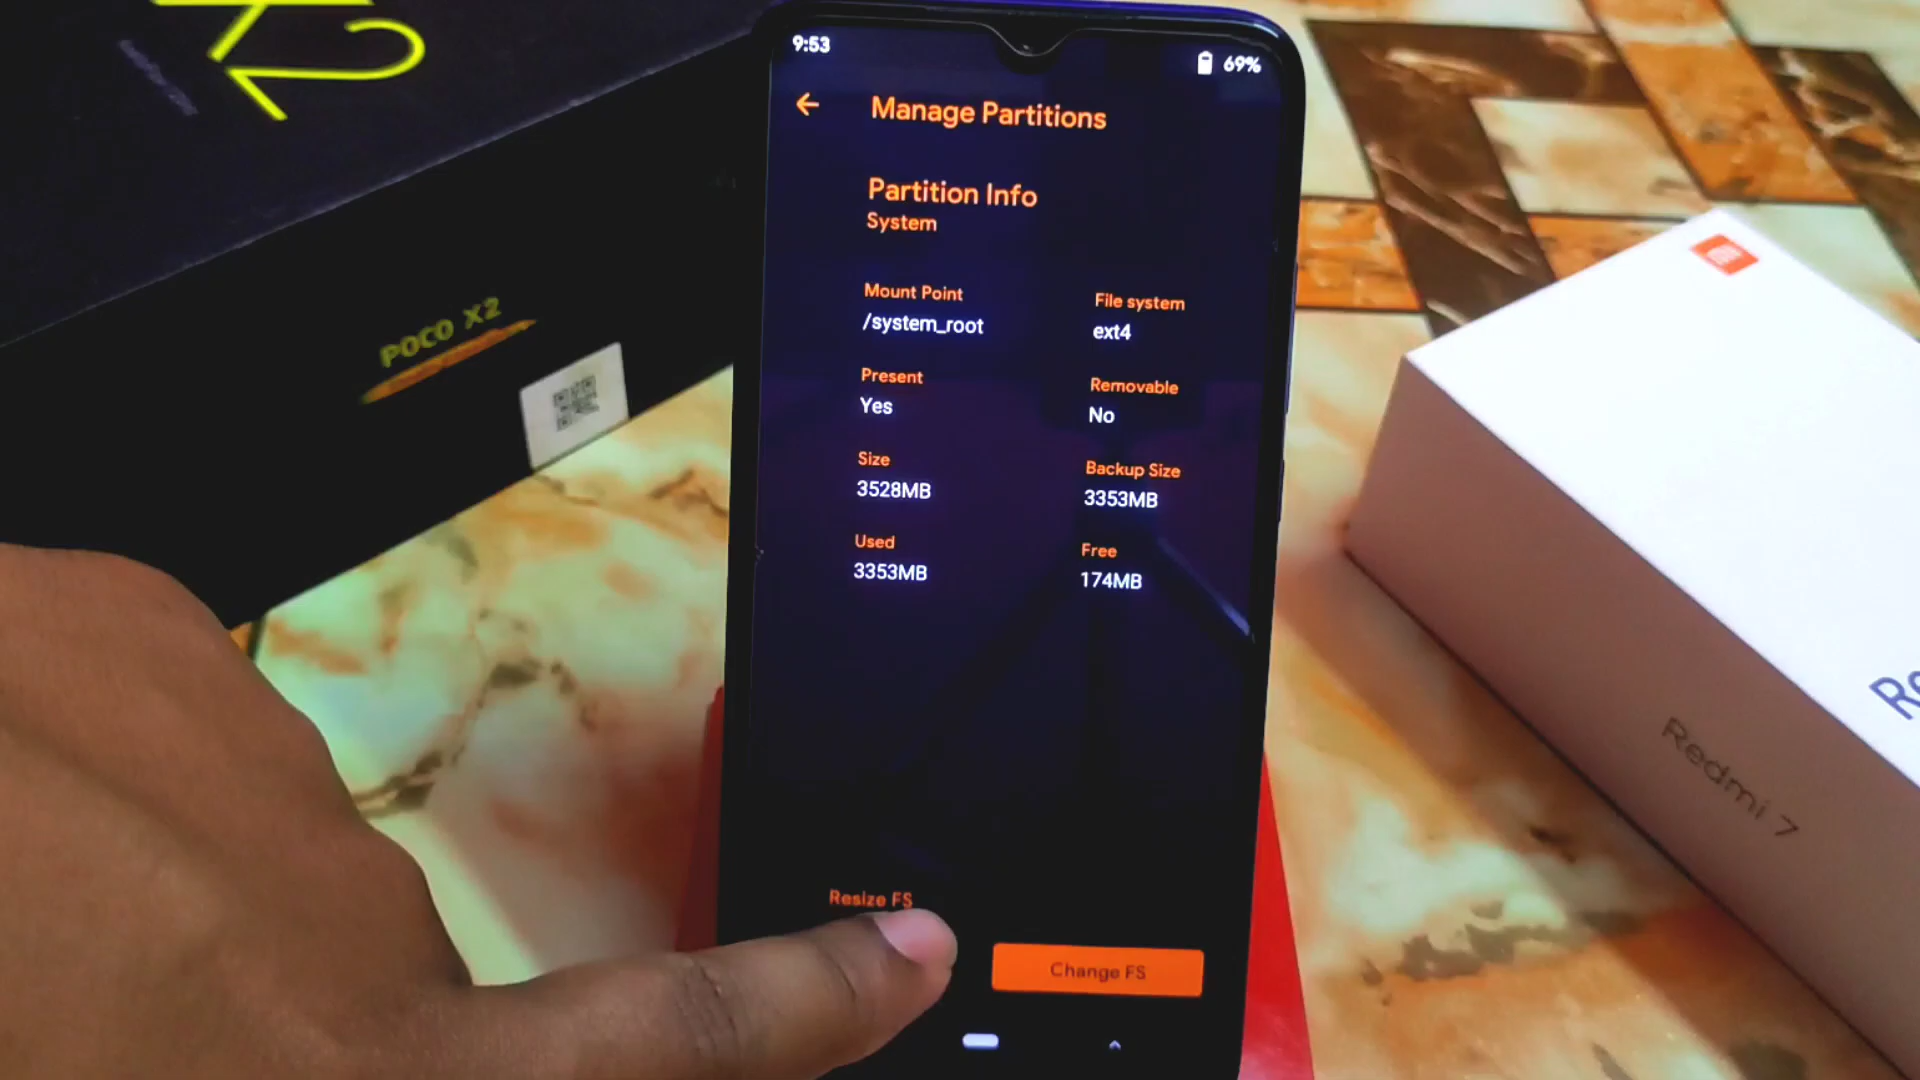 X2
POCO X2
9:53
69%
Manage Partitions
Partition Info
System
Mount Point
/system_root
File system
ext4
Present
Yes
Removable
No
Size
3528MB
Backup Size
3353MB
Used
3353MB
Free
174MB
Resize FS
Change FS
Redmi 7